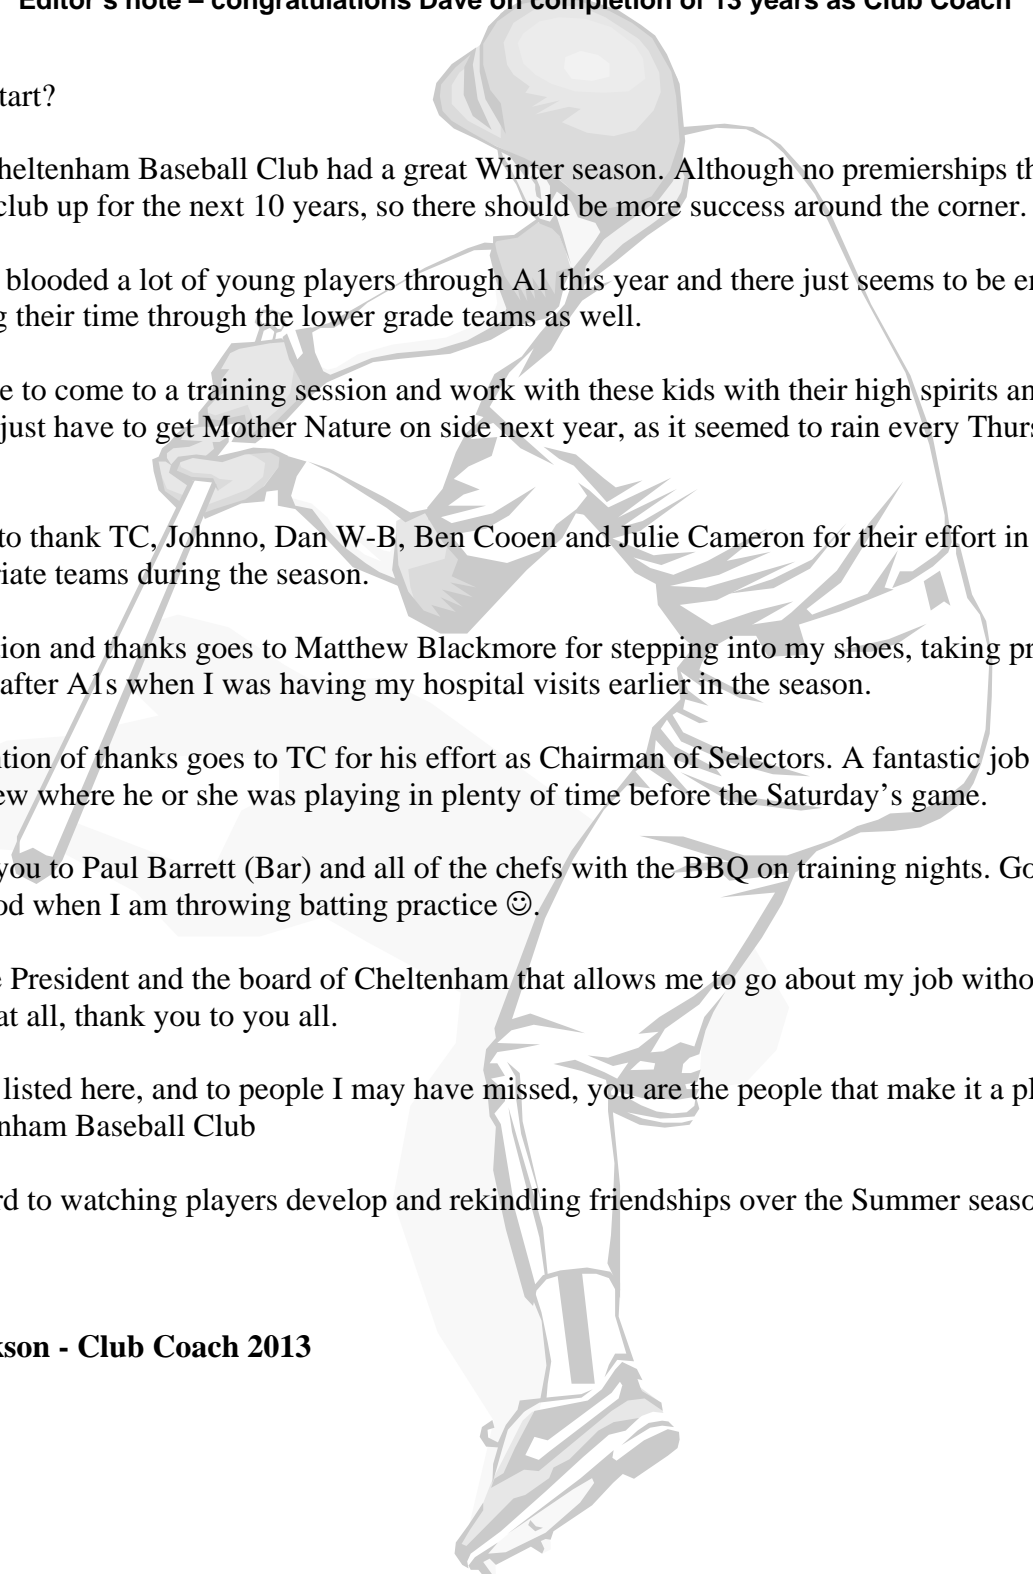 Editor's note – congratulations Dave on completion of 13 years as Club Coach
tart?
heltenham Baseball Club had a great Winter season. Although no premierships th
club up for the next 10 years, so there should be more success around the corner.
blooded a lot of young players through A1 this year and there just seems to be en
g their time through the lower grade teams as well.
e to come to a training session and work with these kids with their high spirits an
just have to get Mother Nature on side next year, as it seemed to rain every Thurs
to thank TC, Johnno, Dan W-B, Ben Cooen and Julie Cameron for their effort in
riate teams during the season.
tion and thanks goes to Matthew Blackmore for stepping into my shoes, taking pr
after A1s when I was having my hospital visits earlier in the season.
ntion of thanks goes to TC for his effort as Chairman of Selectors. A fantastic job
ew where he or she was playing in plenty of time before the Saturday's game.
you to Paul Barrett (Bar) and all of the chefs with the BBQ on training nights. Go
od when I am throwing batting practice ☺.
e President and the board of Cheltenham that allows me to go about my job witho
at all, thank you to you all.
listed here, and to people I may have missed, you are the people that make it a pl
nham Baseball Club
rd to watching players develop and rekindling friendships over the Summer seaso
kson - Club Coach 2013